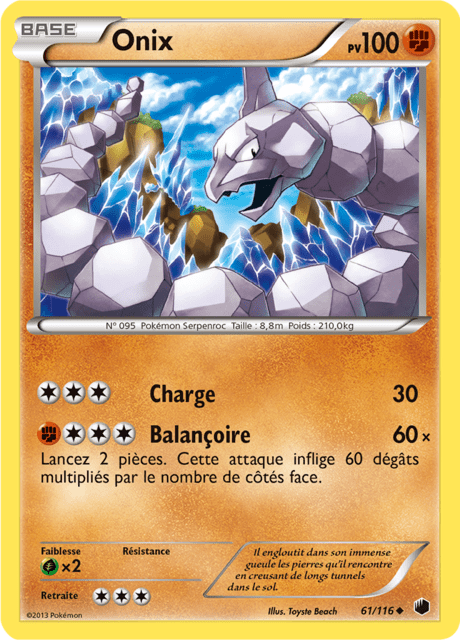 BASE
Onix
PV100
N° 095 Pokémon Serpenroc Taille : 8,8m Poids : 210,0kg
Charge 30
Balançoire 60×
Lancez 2 pièces. Cette attaque inflige 60 dégâts
multipliés par le nombre de côtés face.
Faiblesse Résistance
×2
Retraite
Il engloutit dans son immense
gueule les pierres qu'il rencontre
en creusant de longs tunnels
dans le sol.
©2013 Pokémon
Illus. Toyste Beach 61/116